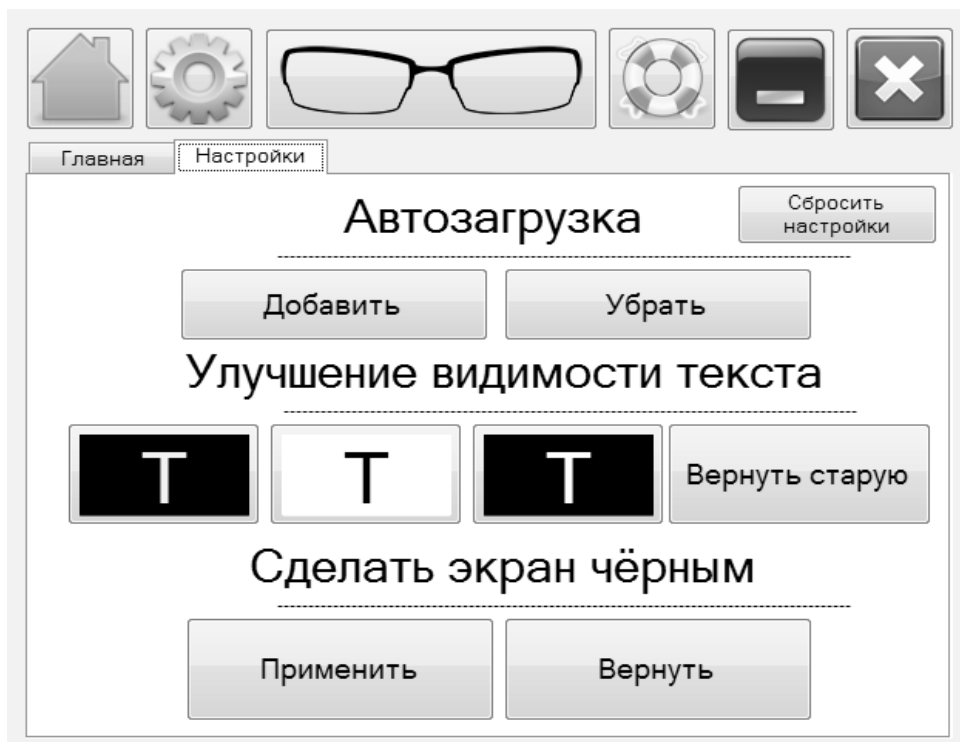 Главная
Настройки
Автозагрузка
Сбросить
настройки
Добавить
Убрать
Улучшение видимости текста
Т
Т
Т
Вернуть старую
Сделать экран чёрным
Применить
Вернуть